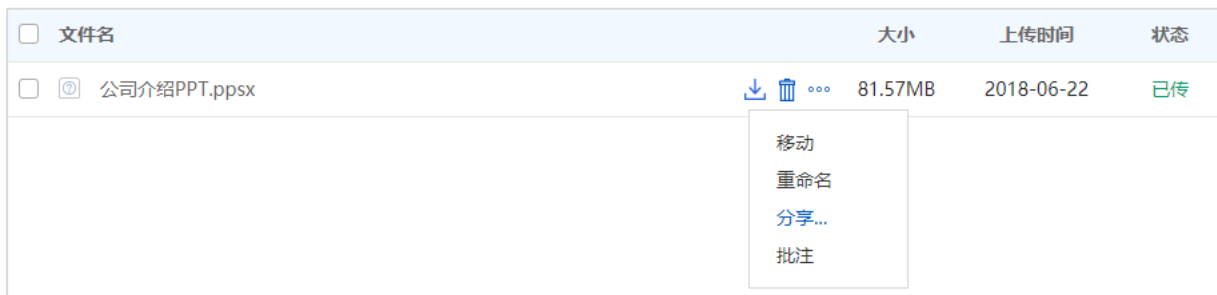 文件名 大小 上传时间 状态
公司介绍PPT.ppsx 81.57MB 2018-06-22 已传
移动
重命名
分享...
批注